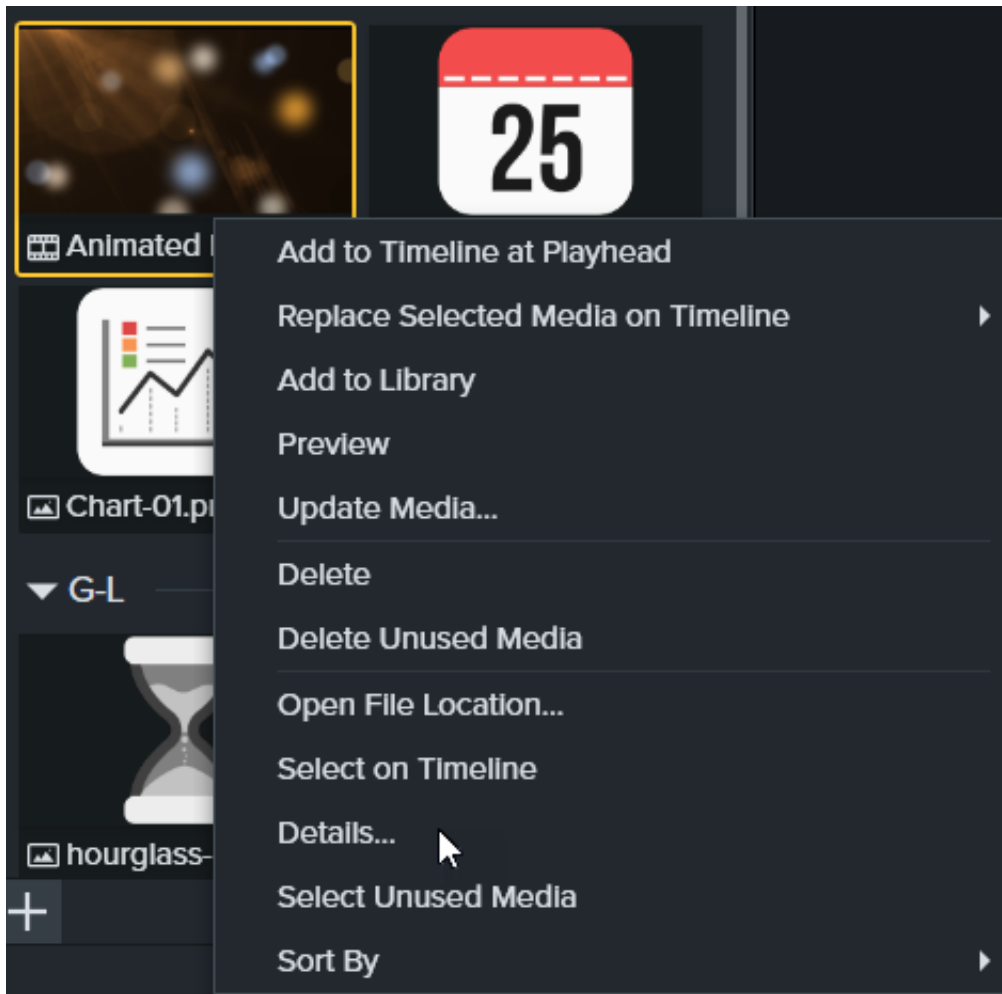 25
Animated
Add to Timeline at Playhead
Replace Selected Media on Timeline
Add to Library
Preview
Update Media...
Delete
Delete Unused Media
Open File Location...
Select on Timeline
Details...
Select Unused Media
Sort By
Chart-01.pr
G-L
hourglass-